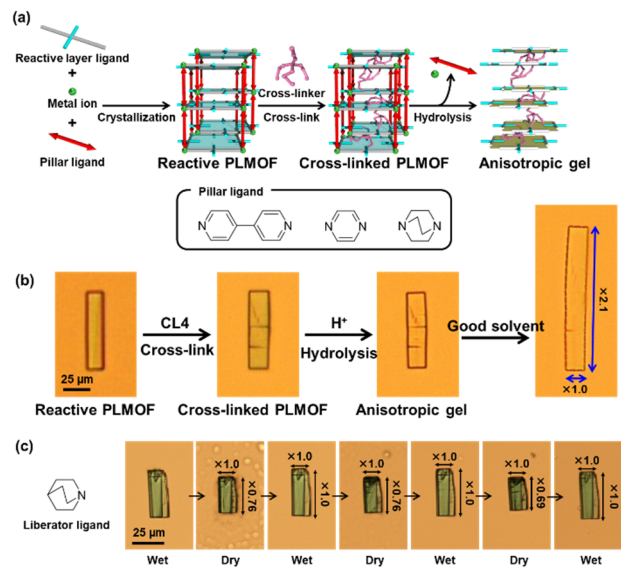 (a)
Reactive layer ligand
+
Metal ion
+
Pillar ligand
Crystallization
Reactive PLMOF
Cross-linker
Cross-link
Cross-linked PLMOF
Hydrolysis
Anisotropic gel
Pillar ligand
N N
N N
N N
(b)
25 μm
Reactive PLMOF
CL4
Cross-link
Cross-linked PLMOF
H+
Hydrolysis
Anisotropic gel
Good solvent
×2.1
×1.0
(c)
N
Liberator ligand
25 μm
Wet
×1.0
×0.76
Dry
×1.0
×1.0
Wet
×1.0
×0.76
Dry
×1.0
×1.0
Wet
×1.0
×0.69
Dry
×1.0
×1.0
Wet